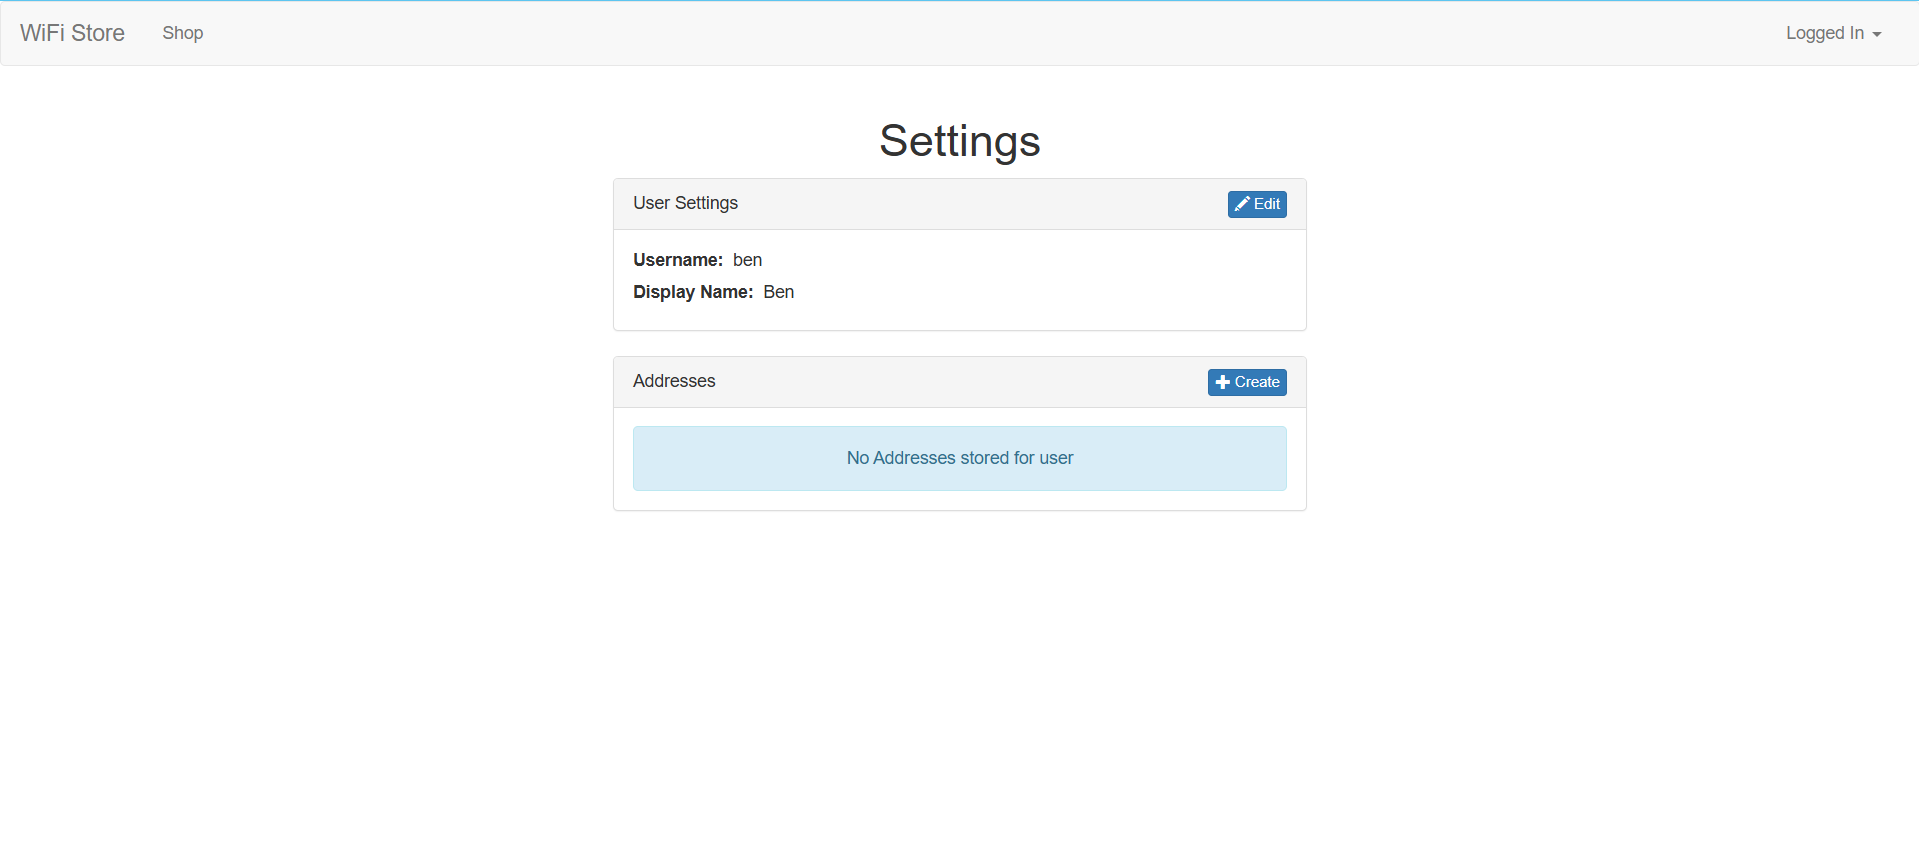 WiFi Store Shop Logged In
Settings
User Settings Edit
Username: ben
Display Name: Ben
Addresses Create
No Addresses stored for user